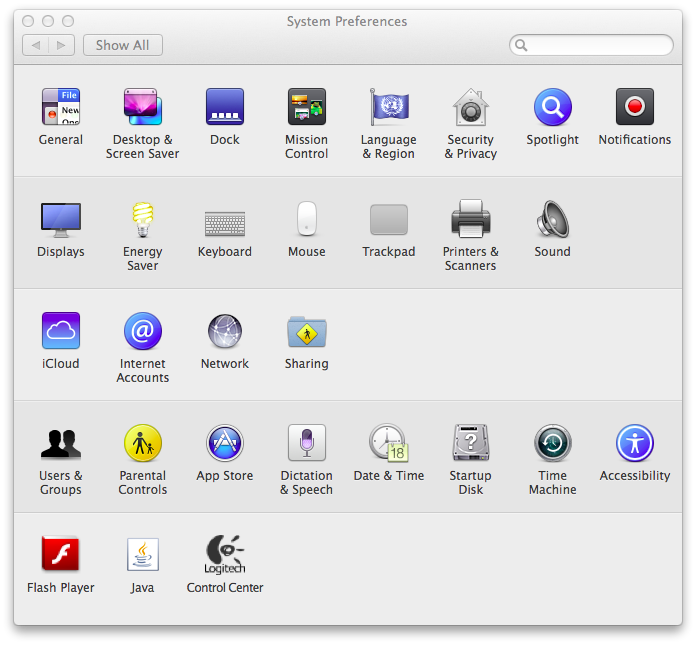 System Preferences
Show All
File
New
General
Desktop &
Screen Saver
Dock
Mission
Control
Language
& Region
Security
& Privacy
Spotlight
Notifications
Displays
Energy
Saver
Keyboard
Mouse
Trackpad
Printers &
Scanners
Sound
iCloud
@
Internet
Accounts
Network
Sharing
Users &
Groups
Parental
Controls
App Store
Dictation
& Speech
18
Date & Time
?
Startup
Disk
Time
Machine
Accessibility
Flash Player
Java
Logitech
Control Center